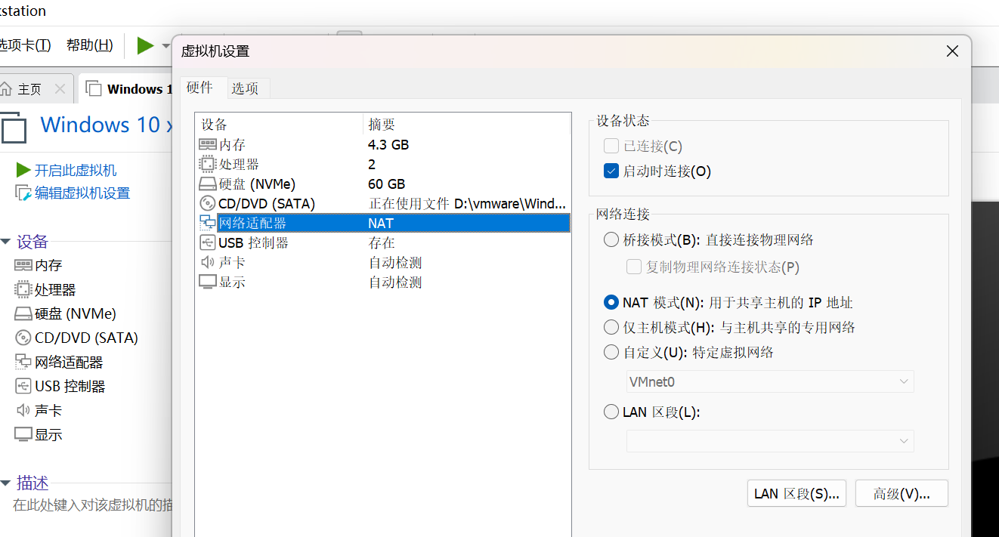 station
选项卡(T) 帮助(H)
主页
Windows 1
Windows 10 x
开启此虚拟机
编辑虚拟机设置
设备
内存
处理器
硬盘 (NVMe)
CD/DVD (SATA)
网络适配器
USB 控制器
声卡
显示
描述
在此处键入对该虚拟机的描
虚拟机设置
硬件 选项
设备 摘要
内存 4.3 GB
处理器 2
硬盘 (NVMe) 60 GB
CD/DVD (SATA) 正在使用文件 D:\vmware\Wind...
网络适配器 NAT
USB 控制器 存在
声卡 自动检测
显示 自动检测
设备状态
已连接(C)
启动时连接(O)
网络连接
桥接模式(B): 直接连接物理网络
复制物理网络连接状态(P)
NAT 模式(N): 用于共享主机的 IP 地址
仅主机模式(H): 与主机共享的专用网络
自定义(U): 特定虚拟网络
VMnet0
LAN 区段(L):
LAN 区段(S)... 高级(V)...